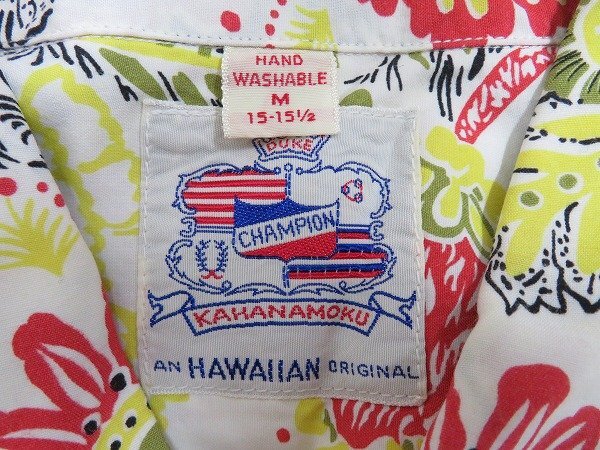 HAND
WASHABLE
M
15-15½
DUKE
CHAMPION
KAHANAMOKU
AN HAWAIIAN ORIGINAL